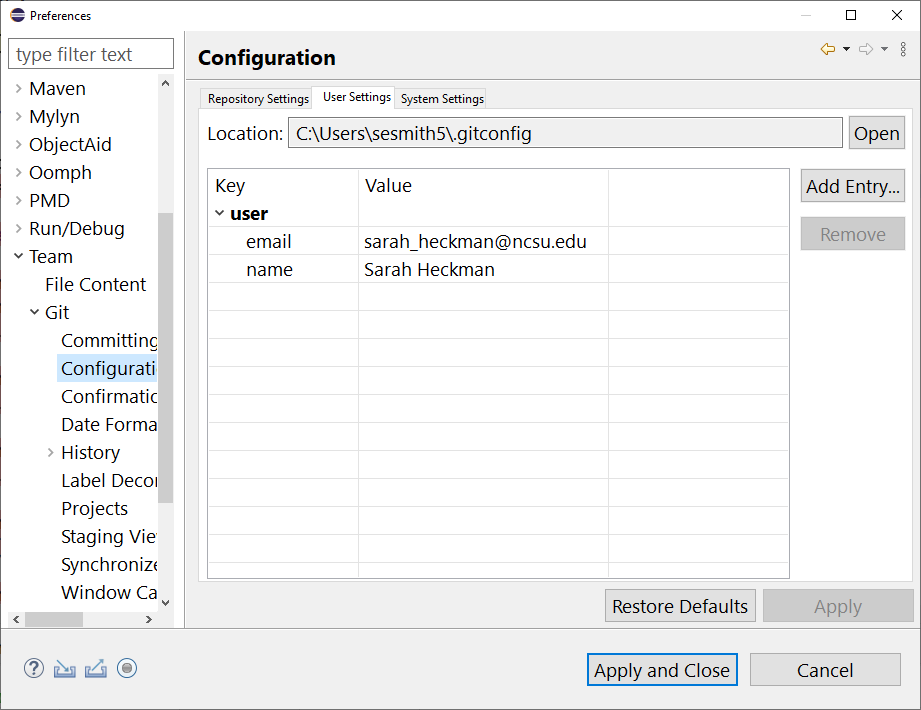 Preferences
type filter text
Maven
Mylyn
ObjectAid
Oomph
PMD
Run/Debug
Team
File Content
Git
Committing
Configurati
Confirmatic
Date Forma
History
Label Decor
Projects
Staging Vie
Synchronize
Window Ca
Configuration
Repository Settings User Settings System Settings
Location: C:\Users\sesmith5\.gitconfig Open
Key Value
user
email sarah_heckman@ncsu.edu
name Sarah Heckman
Add Entry...
Remove
Restore Defaults Apply
Apply and Close Cancel